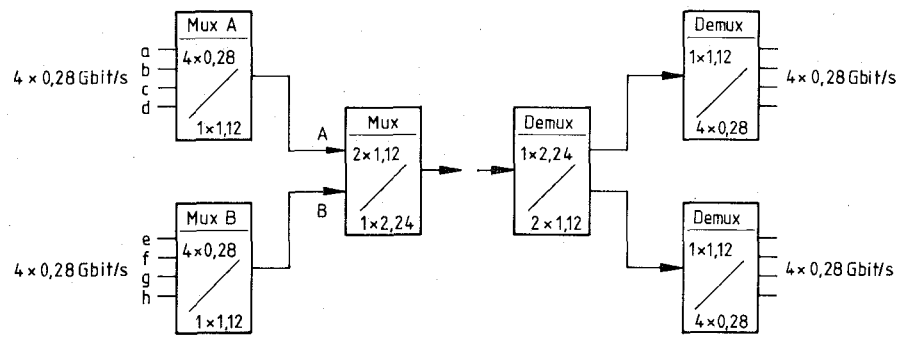 Mux A
4×0,28
1×1,12
a
b
c
d
4 × 0,28 Gbit/s
A
B
Mux
2×1,12
1×2,24
Mux B
4×0,28
1×1,12
e
f
g
h
4 × 0,28 Gbit/s
Demux
1×2,24
2×1,12
Demux
1×1,12
4×0,28
4 × 0,28 Gbit/s
Demux
1×1,12
4×0,28
4 × 0,28 Gbit/s